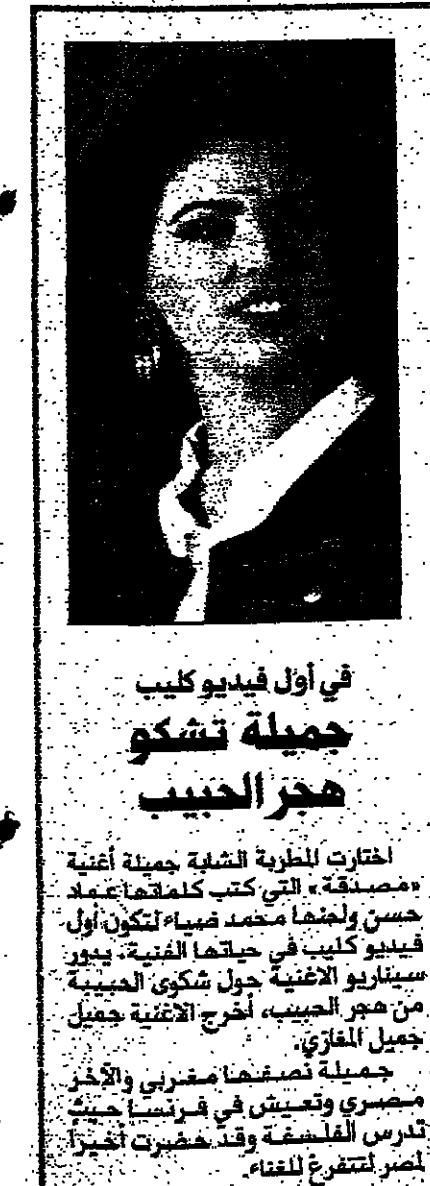 في أول فيديو كليب
جميلة تشكو
هجر الحبيب
اختارت المطربة الشابة جميلة أغنية
«مصدقة» التي كتب كلماتها عماد
حسن ولحنها محمد ضياء لتكون أول
فيديو كليب في حياتها الفنية. يدور
سيناريو الاغنية حول شكوى الحبيبة
من هجر الحبيب، أخرج الاغنية جميل
جميل المغازي.
جميلة نصفها مغربي والآخر
مصري وتعيش في فرنسا حيث
تدرس الفلسفة وقد حضرت أخيرا
لمصر لتتفرغ للغناء.